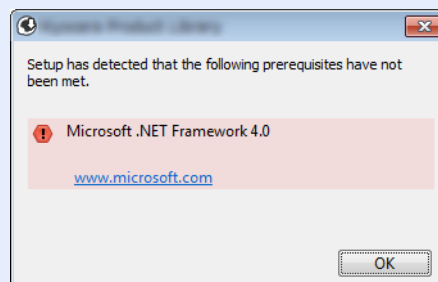 Setup has detected that the following prerequisites have not
been met.
Microsoft .NET Framework 4.0
www.microsoft.com
OK